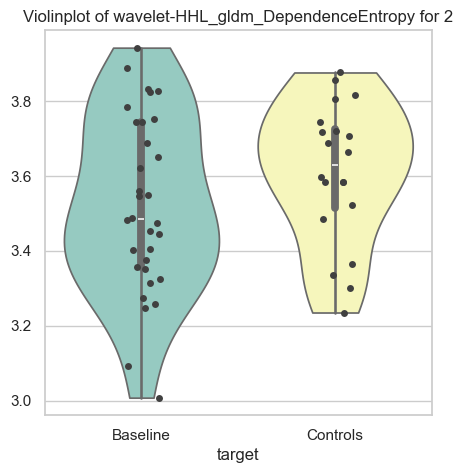 Violinplot of wavelet-HHL_gldm_DependenceEntropy for 2
3.8
3.6
3.4
3.2
3.0
Baseline Controls
target